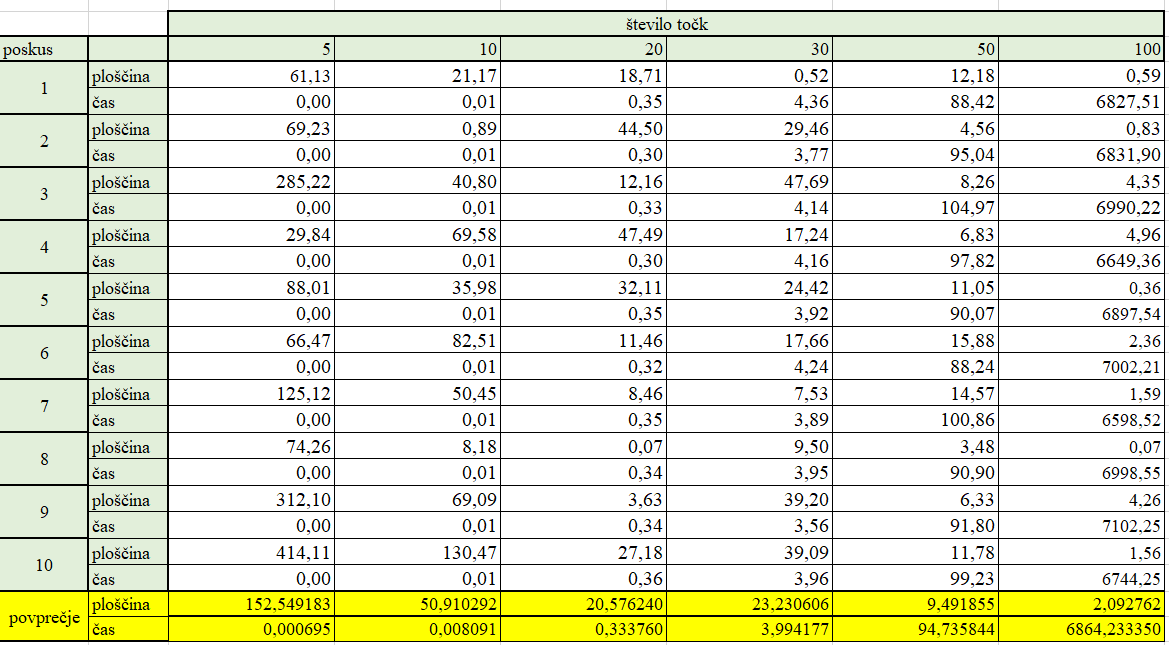 število točk
poskus 5 10 20 30 50 100
1 ploščina 61,13 21,17 18,71 0,52 12,18 0,59
čas 0,00 0,01 0,35 4,36 88,42 6827,51
2 ploščina 69,23 0,89 44,50 29,46 4,56 0,83
čas 0,00 0,01 0,30 3,77 95,04 6831,90
3 ploščina 285,22 40,80 12,16 47,69 8,26 4,35
čas 0,00 0,01 0,33 4,14 104,97 6990,22
4 ploščina 29,84 69,58 47,49 17,24 6,83 4,96
čas 0,00 0,01 0,30 4,16 97,82 6649,36
5 ploščina 88,01 35,98 32,11 24,42 11,05 0,36
čas 0,00 0,01 0,35 3,92 90,07 6897,54
6 ploščina 66,47 82,51 11,46 17,66 15,88 2,36
čas 0,00 0,01 0,32 4,24 88,24 7002,21
7 ploščina 125,12 50,45 8,46 7,53 14,57 1,59
čas 0,00 0,01 0,35 3,89 100,86 6598,52
8 ploščina 74,26 8,18 0,07 9,50 3,48 0,07
čas 0,00 0,01 0,34 3,95 90,90 6998,55
9 ploščina 312,10 69,09 3,63 39,20 6,33 4,26
čas 0,00 0,01 0,34 3,56 91,80 7102,25
10 ploščina 414,11 130,47 27,18 39,09 11,78 1,56
čas 0,00 0,01 0,36 3,96 99,23 6744,25
povprečje ploščina 152,549183 50,910292 20,576240 23,230606 9,491855 2,092762
čas 0,000695 0,008091 0,333760 3,994177 94,735844 6864,233350